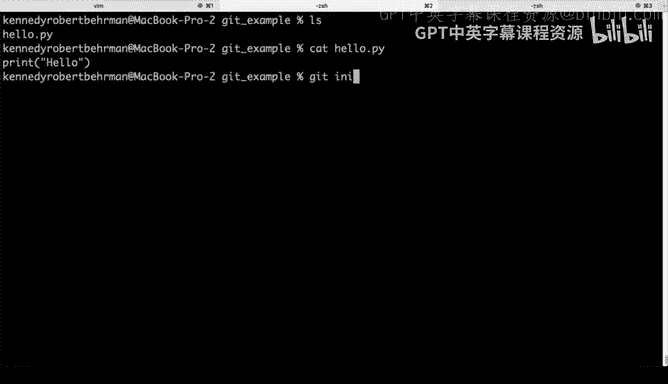 vim ⌘1 -zsh ⌘2 -zsh ⌘3
kennedyrobertbehrman@MacBook-Pro-2 git_example % ls
hello.py
GPT中英字幕课程资源 bilibili
kennedyrobertbehrman@MacBook-Pro-2 git_example % cat hello.py
print("Hello")
kennedyrobertbehrman@MacBook-Pro-2 git_example % git ini